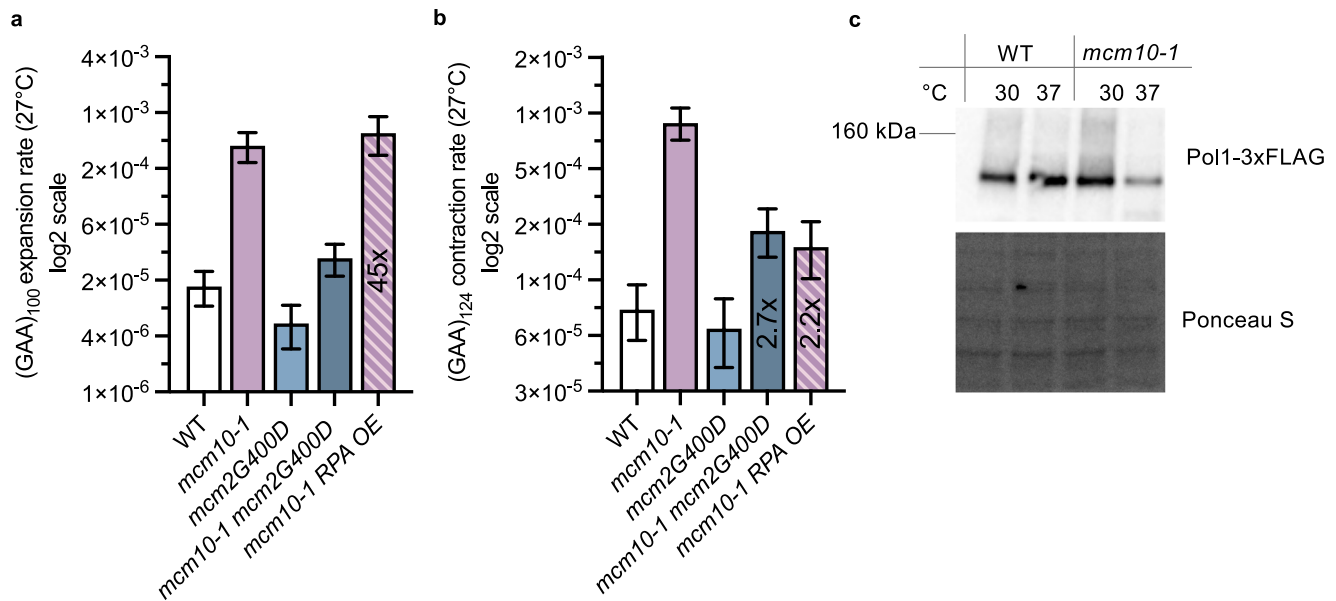 a
(GAA)100 expansion rate (27°C)
log2 scale
4×10-3
1×10-3
2×10-4
6×10-5
2×10-5
4×10-6
1×10-6
45x
WT
mcm10-1
mcm2G400D
mcm10-1 mcm2G400D
mcm10-1 RPA OE
b
(GAA)124 contraction rate (27°C)
log2 scale
2×10-3
1×10-3
5×10-4
2×10-4
1×10-4
6×10-5
3×10-5
2.7x
2.2x
WT
mcm10-1
mcm2G400D
mcm10-1 mcm2G400D
mcm10-1 RPA OE
c
WT mcm10-1
°C 30 37 30 37
160 kDa
Pol1-3xFLAG
Ponceau S